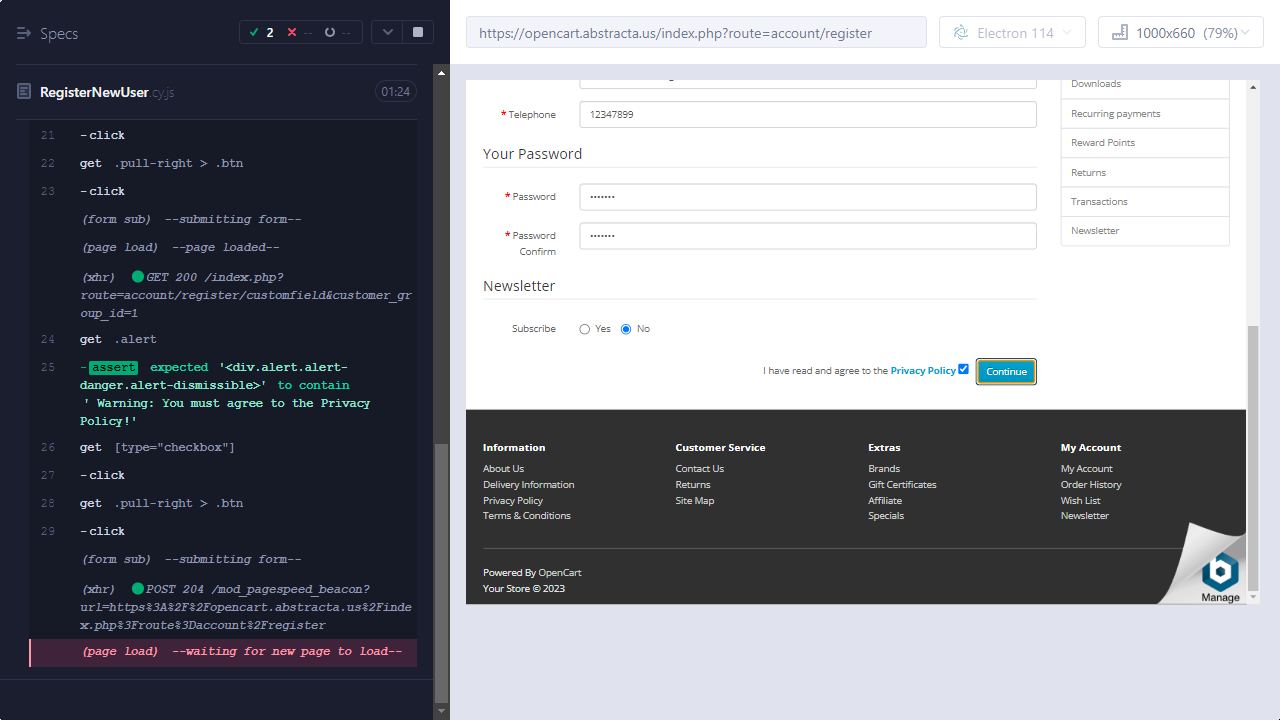 Specs
2
--
--
https://opencart.abstracta.us/index.php?route=account/register
Electron 114
1000x660 (79%)
RegisterNewUser.cy.js
01:24
21 -click
22 get .pull-right > .btn
23 -click
(form sub) --submitting form--
(page load) --page loaded--
(xhr) GET 200 /index.php?
route=account/register/customfield&customer_gr
oup_id=1
24 get .alert
25 -assert expected '<div.alert.alert-
danger.alert-dismissible>' to contain
' Warning: You must agree to the Privacy
Policy!'
26 get [type="checkbox"]
27 -click
28 get .pull-right > .btn
29 -click
(form sub) --submitting form--
(xhr) POST 204 /mod_pagespeed_beacon?
url=https%3A%2F%2Fopencart.abstracta.us%2Finde
x.php%3Froute%3Daccount%2Fregister
(page load) --waiting for new page to load--
* Telephone
12347899
Your Password
* Password
•••••••
* Password
Confirm
•••••••
Newsletter
Subscribe
Yes
No
I have read and agree to the Privacy Policy
Continue
Downloads
Recurring payments
Reward Points
Returns
Transactions
Newsletter
Information
About Us
Delivery Information
Privacy Policy
Terms & Conditions
Customer Service
Contact Us
Returns
Site Map
Extras
Brands
Gift Certificates
Affiliate
Specials
My Account
My Account
Order History
Wish List
Newsletter
Powered By OpenCart
Your Store © 2023
Manage